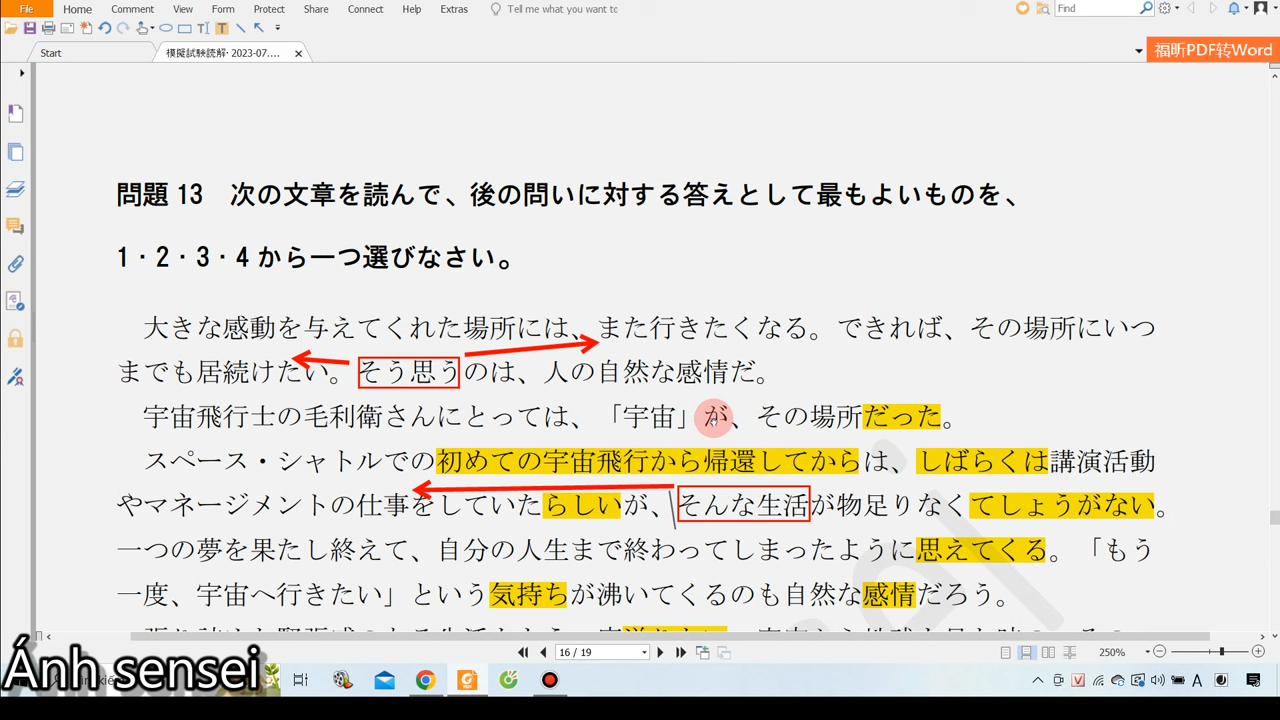 File Home Comment View Form Protect Share Connect Help Extras Tell me what you want to Find
Start 模擬試験読解· 2023-07.... 福昕PDF转Word
問題 13 次の文章を読んで、後の問いに対する答えとして最もよいものを、
1・2・3・4 から一つ選びなさい。
大きな感動を与えてくれた場所には、また行きたくなる。できれば、その場所にいつ
までも居続けたい。そう思うのは、人の自然な感情だ。
宇宙飛行士の毛利衛さんにとっては、「宇宙」が、その場所だった。
スペース・シャトルでの初めての宇宙飛行から帰還してからは、しばらくは講演活動
やマネージメントの仕事をしていたらしいが、そんな生活が物足りなくてしょうがない。
一つの夢を果たし終えて、自分の人生まで終わってしまったように思えてくる。「もう
一度、宇宙へ行きたい」という気持ちが沸いてくるのも自然な感情だろう。
16 / 19 250%
Ánh sensei